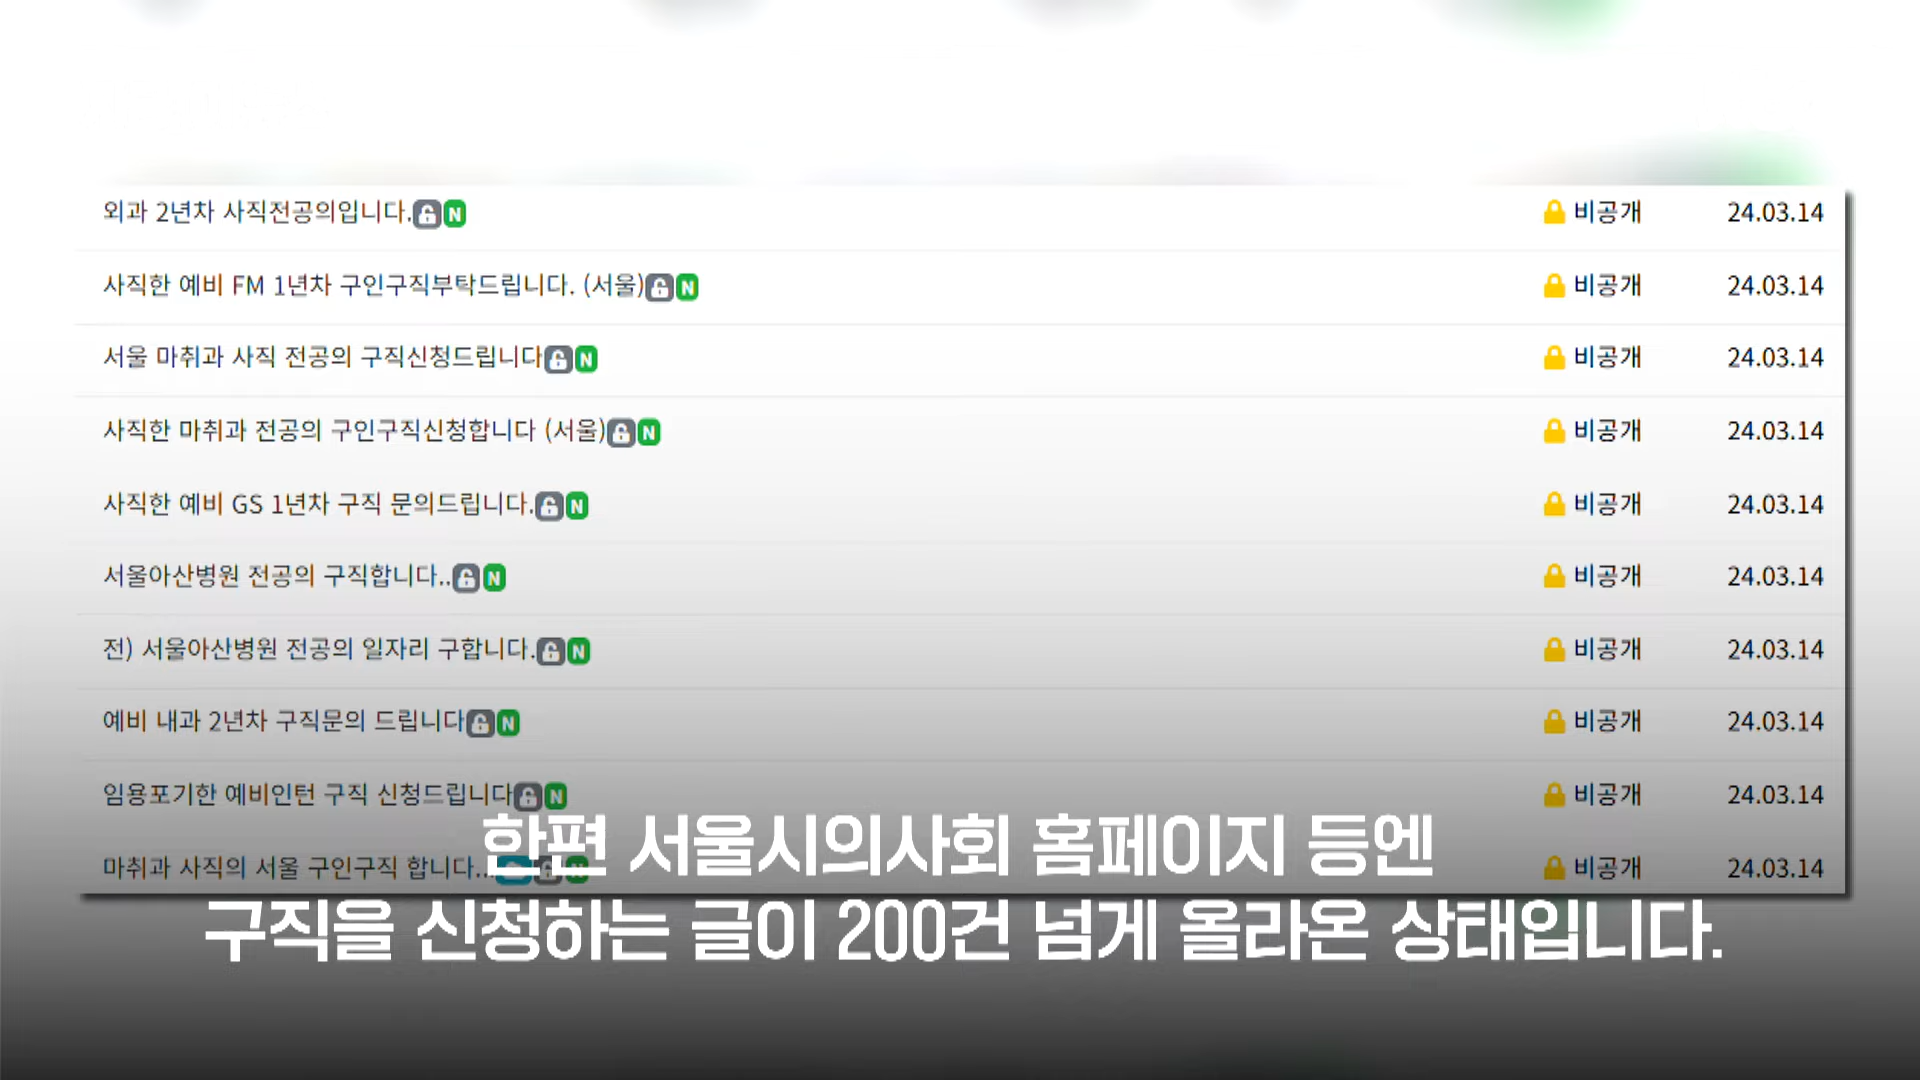 외과 2년차 사직전공의입니다. N 비공개 24.03.14
사직한 예비 FM 1년차 구인구직부탁드립니다. (서울) N 비공개 24.03.14
서울 마취과 사직 전공의 구직신청드립니다 N 비공개 24.03.14
사직한 마취과 전공의 구인구직신청합니다 (서울) N 비공개 24.03.14
사직한 예비 GS 1년차 구직 문의드립니다. N 비공개 24.03.14
서울아산병원 전공의 구직합니다.. N 비공개 24.03.14
전) 서울아산병원 전공의 일자리 구합니다. N 비공개 24.03.14
예비 내과 2년차 구직문의 드립니다 N 비공개 24.03.14
임용포기한 예비인턴 구직 신청드립니다 N 비공개 24.03.14
마취과 사직의 서울 구인구직 합니다... N 비공개 24.03.14
한편 서울시의사회 홈페이지 등엔
구직을 신청하는 글이 200건 넘게 올라온 상태입니다.